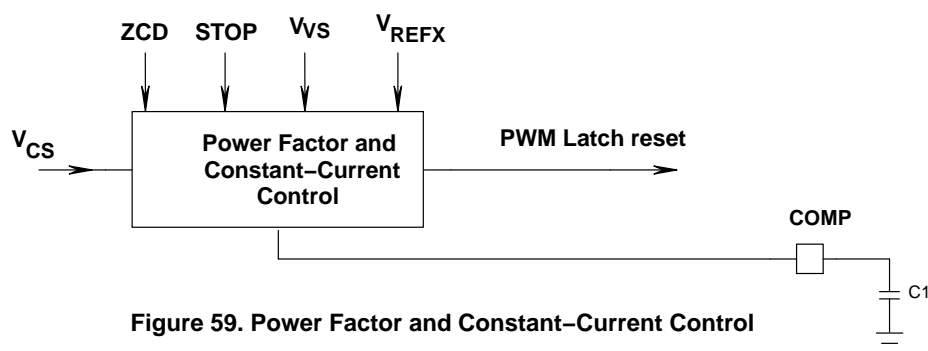 ZCD STOP VVS VREFX
VCS
Power Factor and
Constant−Current
Control
PWM Latch reset
COMP
C1
Figure 59. Power Factor and Constant−Current Control